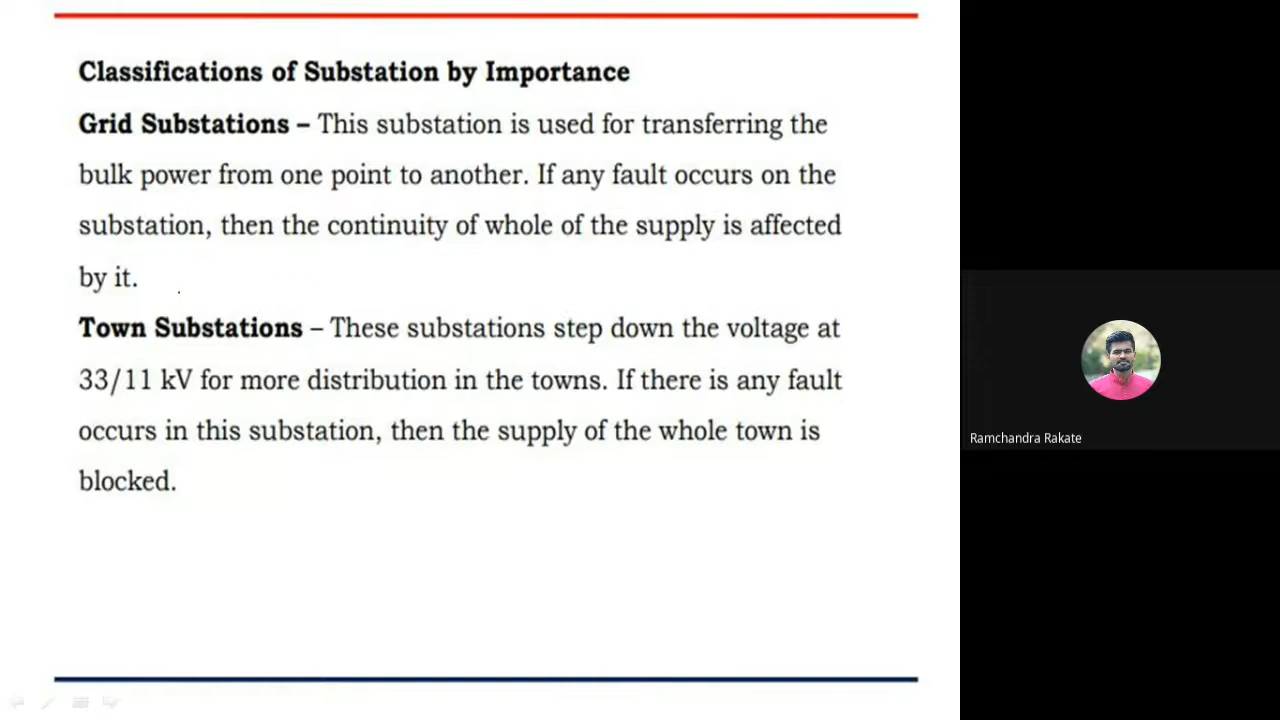 Classifications of Substation by Importance
Grid Substations – This substation is used for transferring the
bulk power from one point to another. If any fault occurs on the
substation, then the continuity of whole of the supply is affected
by it.
Town Substations – These substations step down the voltage at
33/11 kV for more distribution in the towns. If there is any fault
occurs in this substation, then the supply of the whole town is
blocked.
Ramchandra Rakate